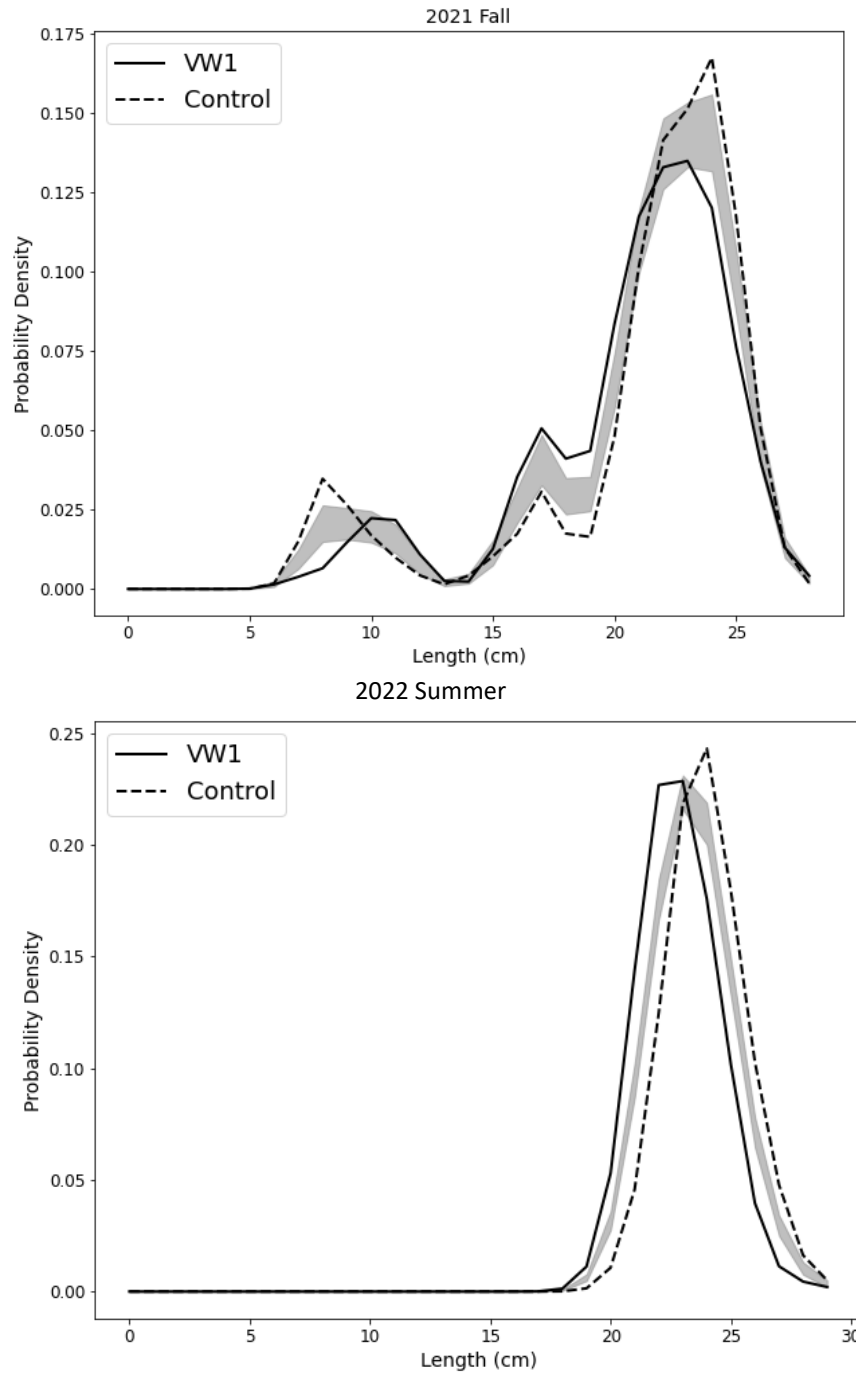 2021 Fall
VW1
Control
0.175
0.150
0.125
0.100
0.075
0.050
0.025
0.000
Probability Density
0 5 10 15 20 25
Length (cm)
2022 Summer
VW1
Control
0.25
0.20
0.15
0.10
0.05
0.00
Probability Density
0 5 10 15 20 25 30
Length (cm)